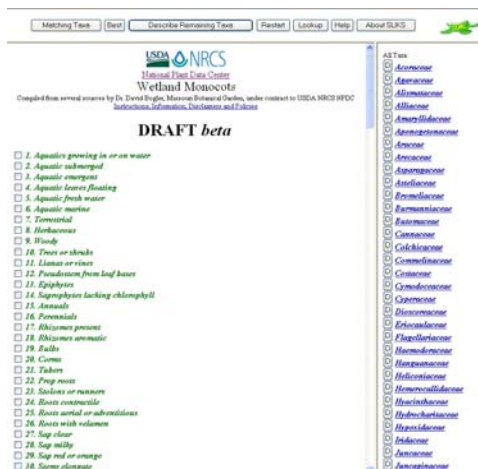 Matching Taxa
Best
Describe Remaining Taxa
Restart
Lookup
Help
About SLIKS
USDA NRCS
National Plant Data Center
Wetland Monocots
Compiled from several sources by Dr. David Bogler, Missouri Botanical Garden, under contract to USDA NRCS NPDC
Instructions, Information, Disclaimers and Policies
DRAFT beta
1. Aquatics growing in or on water
2. Aquatic submerged
3. Aquatic emergent
4. Aquatic leaves floating
5. Aquatic fresh water
6. Aquatic marine
7. Terrestrial
8. Herbaceous
9. Woody
10. Trees or shrubs
11. Lianas or vines
12. Pseudostem from leaf bases
13. Epiphytes
14. Saprophytes lacking chlorophyll
15. Annuals
16. Perennials
17. Rhizomes present
18. Rhizomes aromatic
19. Bulbs
20. Corms
21. Tubers
22. Prop roots
23. Stolons or runners
24. Roots contractile
25. Roots aerial or adventitious
26. Roots with velamen
27. Sap clear
28. Sap milky
29. Sap red or orange
30. Stems elongate
All Taxa:
D Acoraceae
D Agavaceae
D Alismataceae
D Alliaceae
D Amaryllidaceae
D Aponogetonaceae
D Araceae
D Arecaceae
D Asparagaceae
D Asteliaceae
D Bromeliaceae
D Burmanniaceae
D Butomaceae
D Cannaceae
D Colchicaceae
D Commelinaceae
D Costaceae
D Cymodoceaceae
D Cyperaceae
D Dioscoreaceae
D Eriocaulaceae
D Flagellariaceae
D Haemodoraceae
D Hanguanaceae
D Heliconiaceae
D Hemerocallidaceae
D Hyacinthaceae
D Hydrocharitaceae
D Hypoxidaceae
D Iridaceae
D Juncaceae
D Juncaginaceae